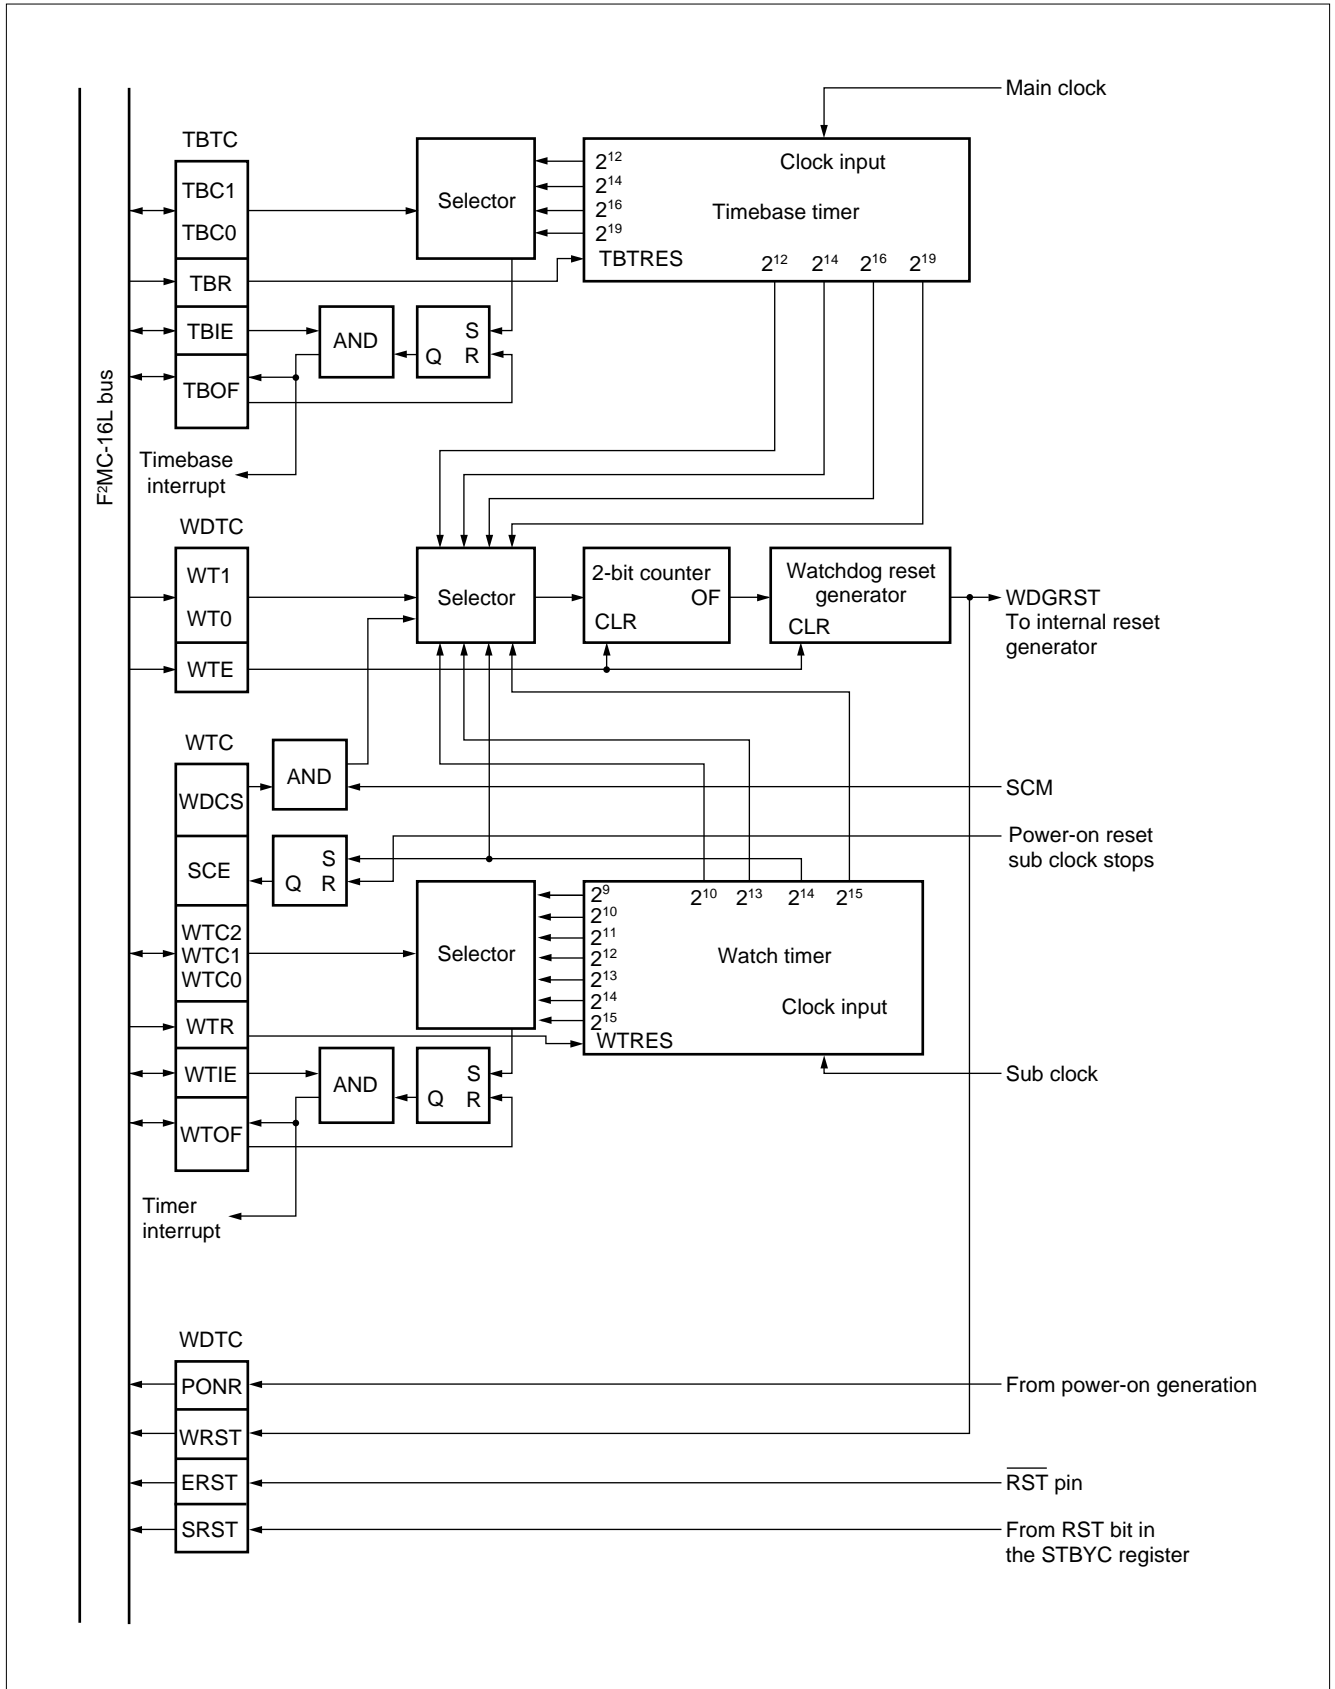 Main clock
TBTC
TBC1
TBC0
TBR
TBIE
TBOF
Selector
2¹²
2¹⁴
2¹⁶
2¹⁹
TBTRES
Clock input
Timebase timer
2¹² 2¹⁴ 2¹⁶ 2¹⁹
AND
S
Q R
F²MC-16L bus
Timebase
interrupt
WDTC
WT1
WT0
WTE
Selector
2-bit counter
OF
CLR
Watchdog reset
generator
CLR
WDGRST
To internal reset
generator
WTC
WDCS
SCE
WTC2
WTC1
WTC0
WTR
WTIE
WTOF
AND
SCM
S
Q R
Power-on reset
sub clock stops
Selector
2⁹
2¹⁰
2¹¹
2¹²
2¹³
2¹⁴
2¹⁵
WTRES
2¹⁰ 2¹³ 2¹⁴ 2¹⁵
Watch timer
Clock input
AND
S
Q R
Sub clock
Timer
interrupt
WDTC
PONR
WRST
ERST
SRST
From power-on generation
R̅S̅T̅ pin
From RST bit in
the STBYC register